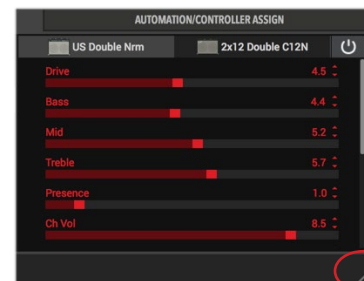 AUTOMATION/CONTROLLER ASSIGN
US Double Nrm 2x12 Double C12N
Drive 4.5
Bass 4.4
Mid 5.2
Treble 5.7
Presence 1.0
Ch Vol 8.5